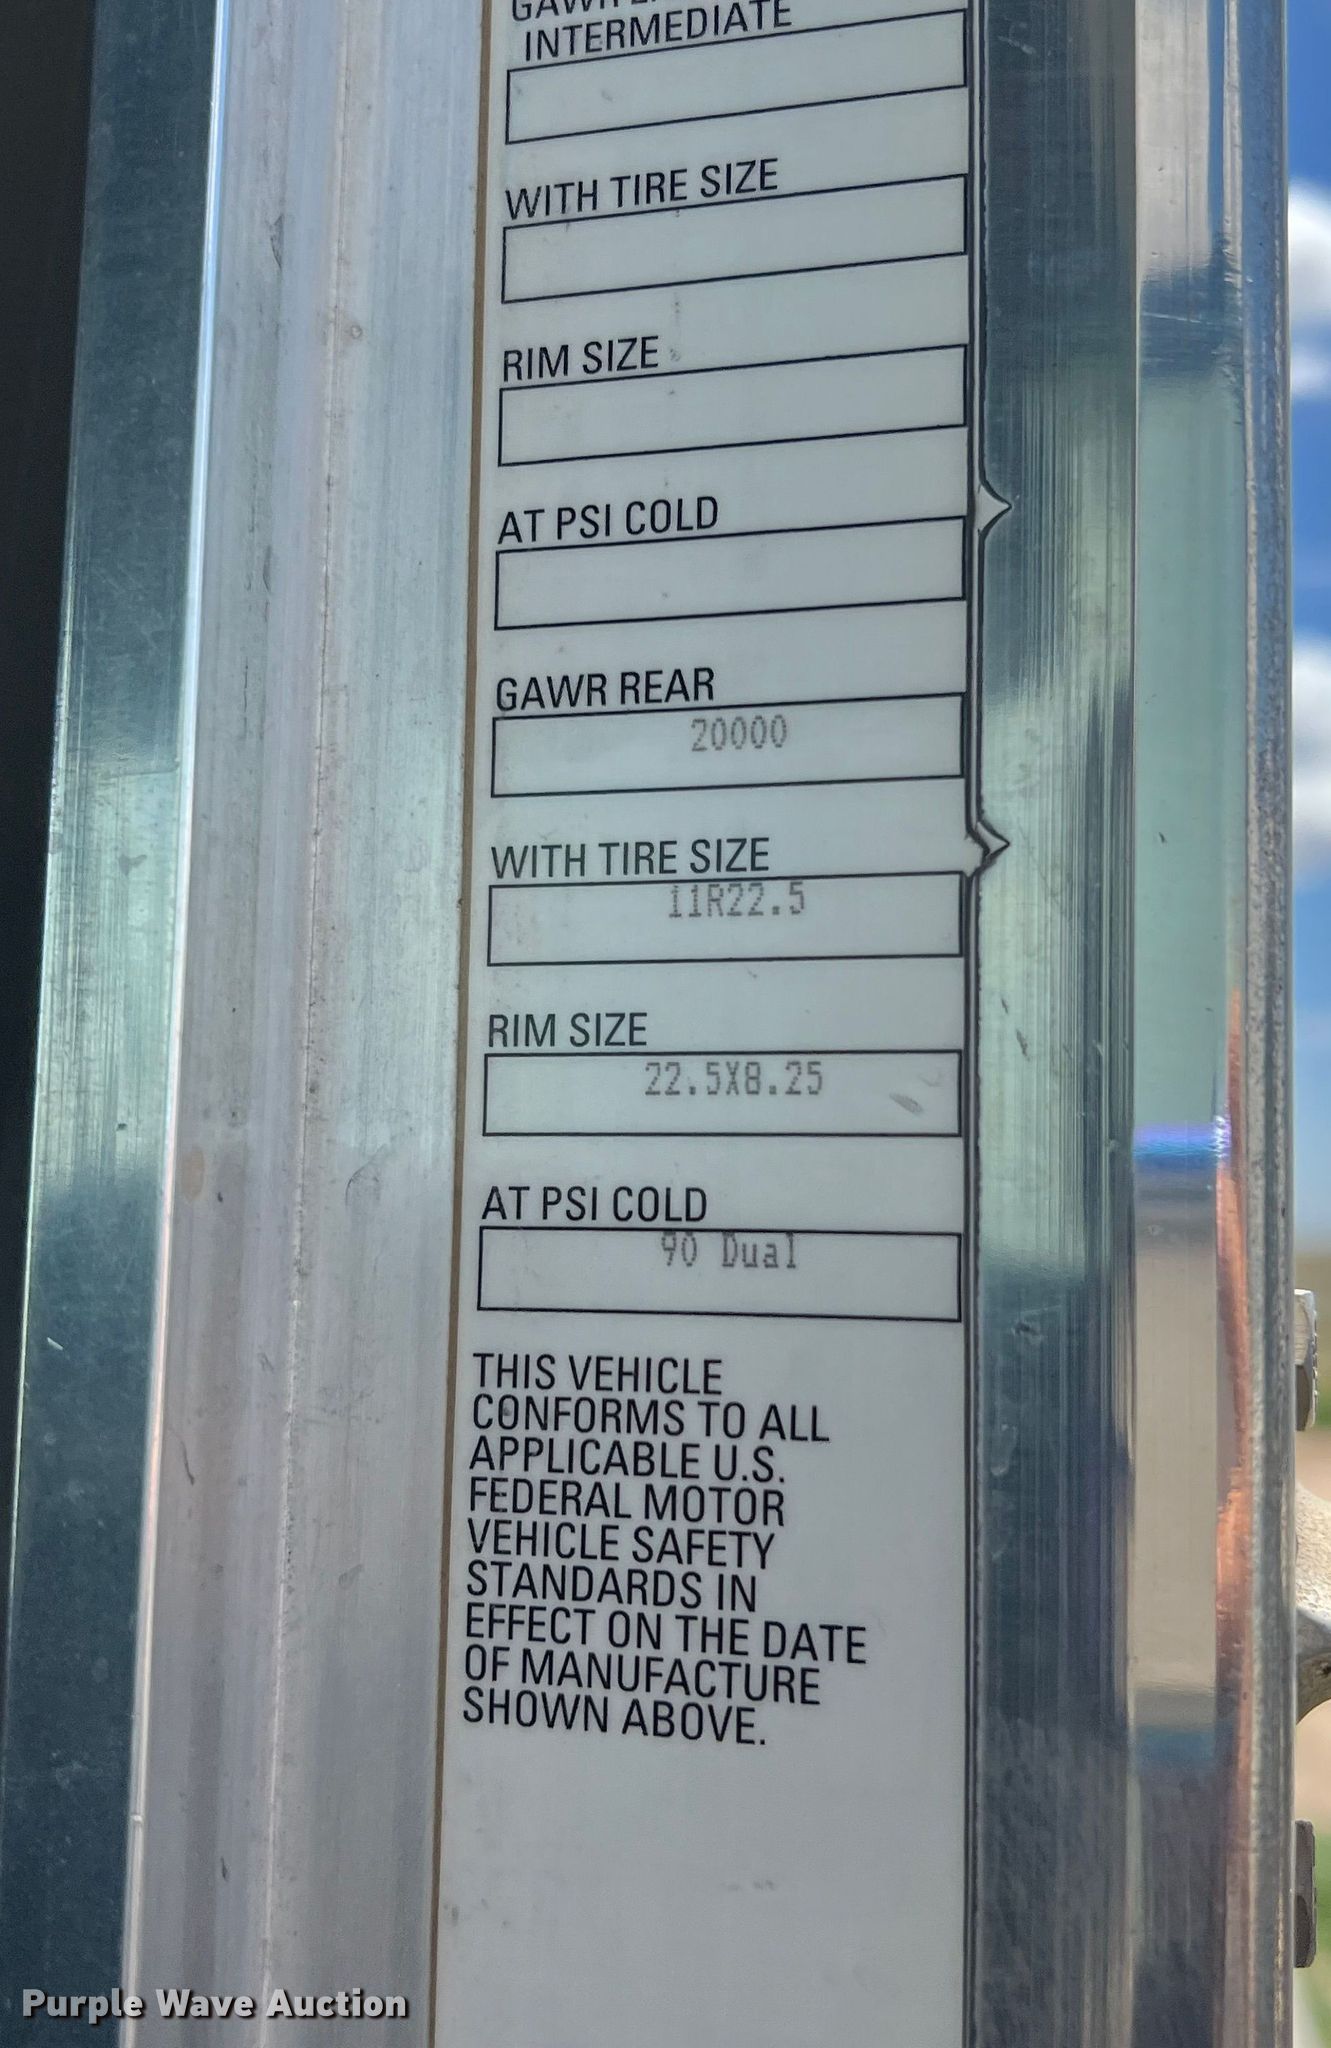 INTERMEDIATE
WITH TIRE SIZE
RIM SIZE
AT PSI COLD
GAWR REAR
20000
WITH TIRE SIZE
11R22.5
RIM SIZE
22.5X8.25
AT PSI COLD
90 Dual
THIS VEHICLE
CONFORMS TO ALL
APPLICABLE U.S.
FEDERAL MOTOR
VEHICLE SAFETY
STANDARDS IN
EFFECT ON THE DATE
OF MANUFACTURE
SHOWN ABOVE.
Purple Wave Auction